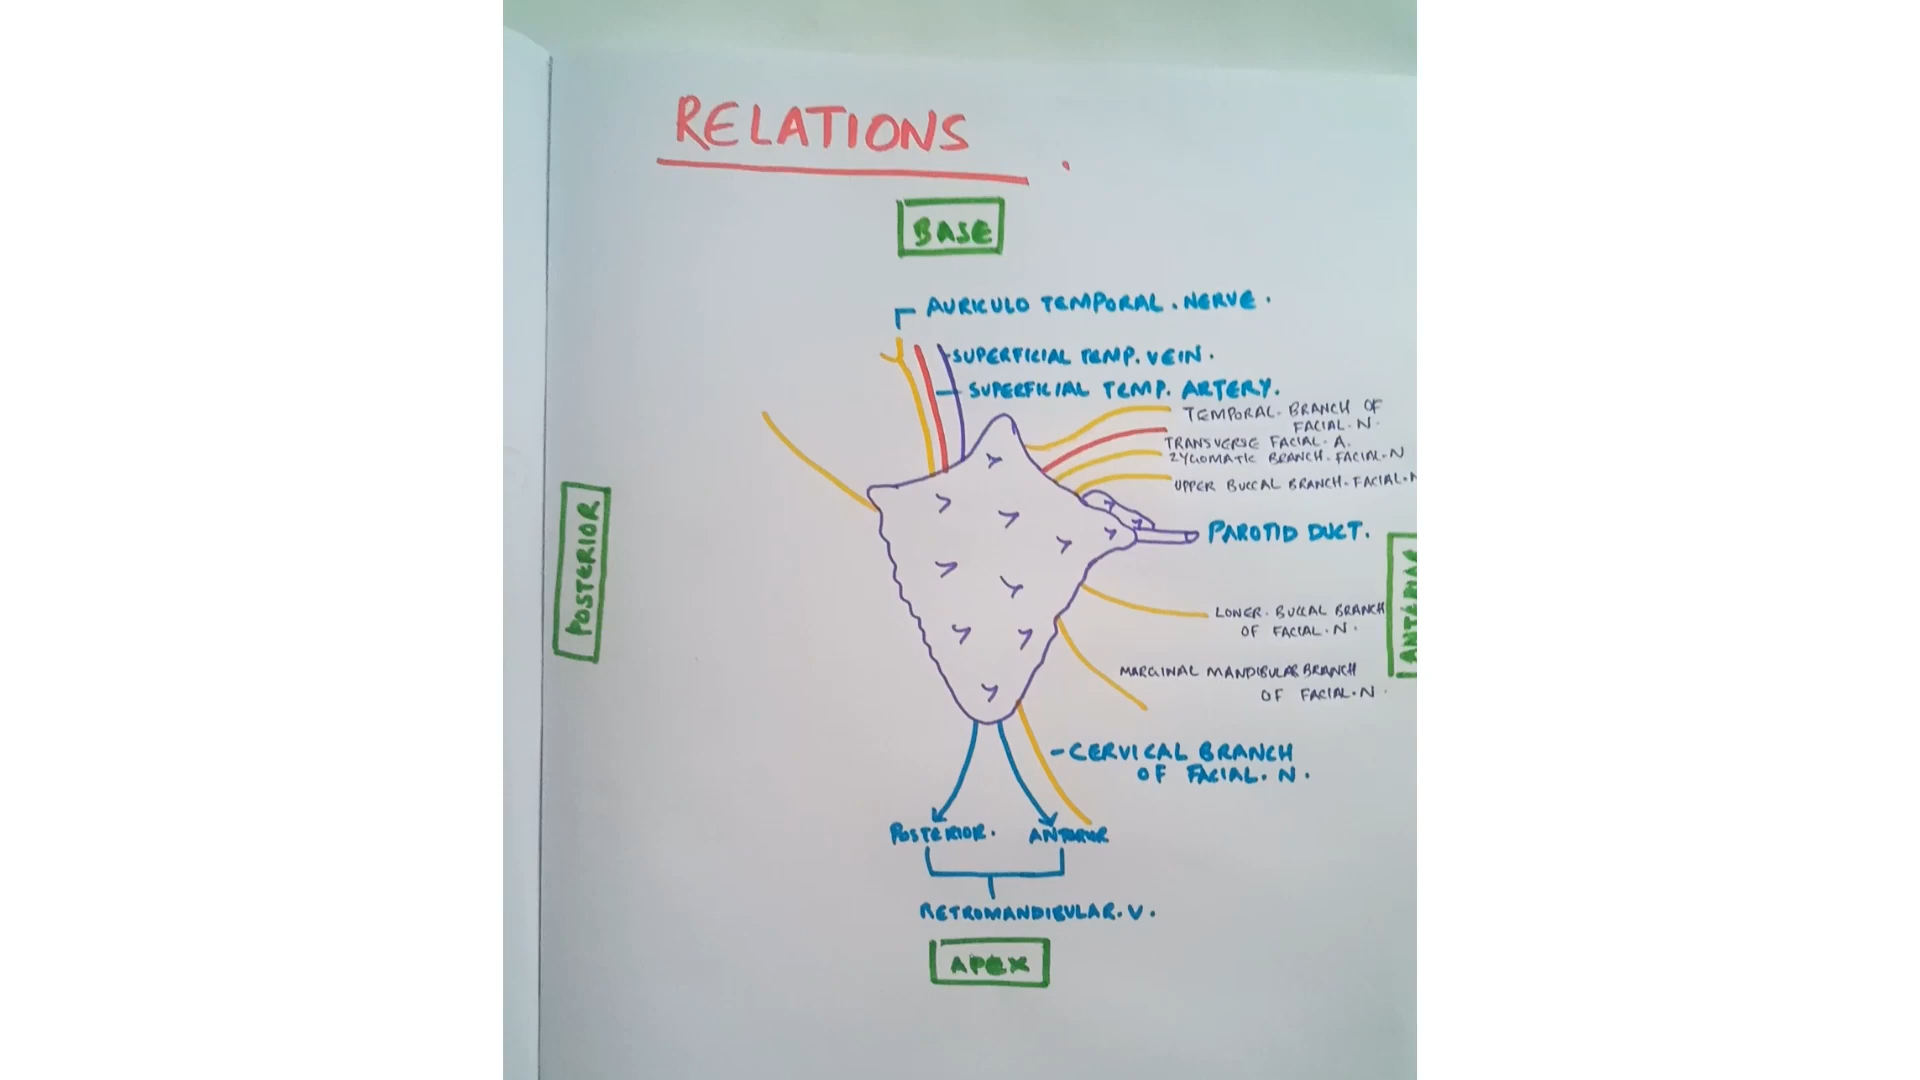 RELATIONS
BASE
AURICULO TEMPORAL. NERVE.
SUPERFICIAL TEMP. VEIN.
SUPERFICIAL TEMP. ARTERY.
TEMPORAL. BRANCH OF
FACIAL. N.
TRANSVERSE FACIAL. A.
ZYGOMATIC BRANCH. FACIAL. N
UPPER BUCCAL BRANCH. FACIAL. N
POSTERIOR
PAROTID DUCT.
LOWER. BUCCAL BRANCH
OF FACIAL. N.
MARGINAL MANDIBULAR BRANCH
OF FACIAL. N.
CERVICAL BRANCH
OF FACIAL. N.
POSTERIOR. ANTERIOR
RETROMANDIBULAR. V.
APEX